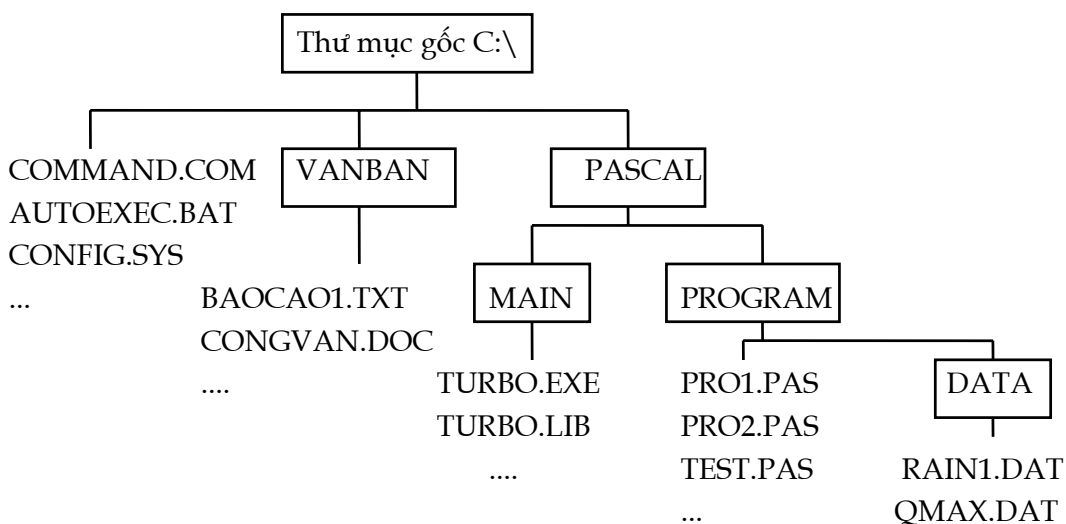 Thư mục gốc C:\
COMMAND.COM
AUTOEXEC.BAT
CONFIG.SYS
...
VANBAN
BAOCAO1.TXT
CONGVAN.DOC
....
PASCAL
MAIN
TURBO.EXE
TURBO.LIB
....
PROGRAM
PRO1.PAS
PRO2.PAS
TEST.PAS
...
DATA
RAIN1.DAT
QMAX.DAT